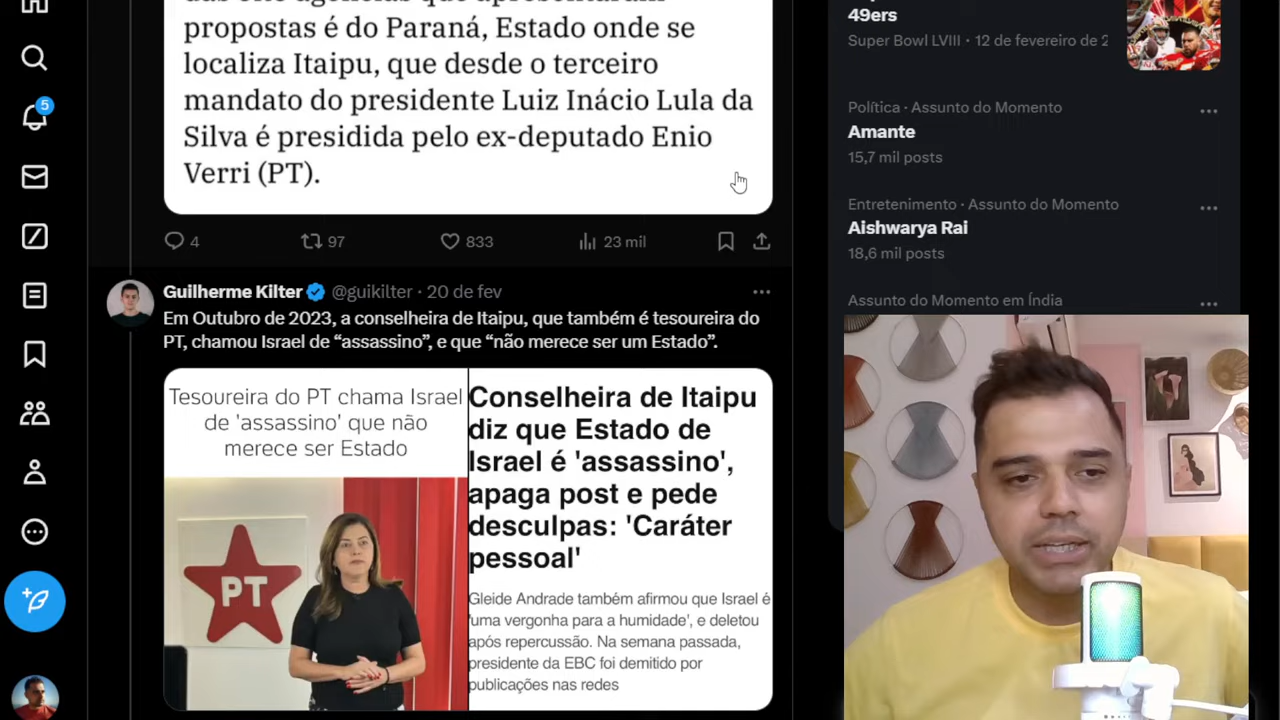 propostas é do Paraná, Estado onde se
localiza Itaipu, que desde o terceiro
mandato do presidente Luiz Inácio Lula da
Silva é presidida pelo ex-deputado Enio
Verri (PT).
4
97
833
23 mil
Guilherme Kilter @guikilter · 20 de fev
Em Outubro de 2023, a conselheira de Itaipu, que também é tesoureira do
PT, chamou Israel de “assassino”, e que “não merece ser um Estado”.
Tesoureira do PT chama Israel
de 'assassino' que não
merece ser Estado
PT
Conselheira de Itaipu
diz que Estado de
Israel é 'assassino',
apaga post e pede
desculpas: 'Caráter
pessoal'
Gleide Andrade também afirmou que Israel é
'uma vergonha para a humidade', e deletou
após repercussão. Na semana passada,
presidente da EBC foi demitido por
publicações nas redes
5
49ers
Super Bowl LVIII · 12 de fevereiro de 2
Política · Assunto do Momento
Amante
15,7 mil posts
Entretenimento · Assunto do Momento
Aishwarya Rai
18,6 mil posts
Assunto do Momento em Índia